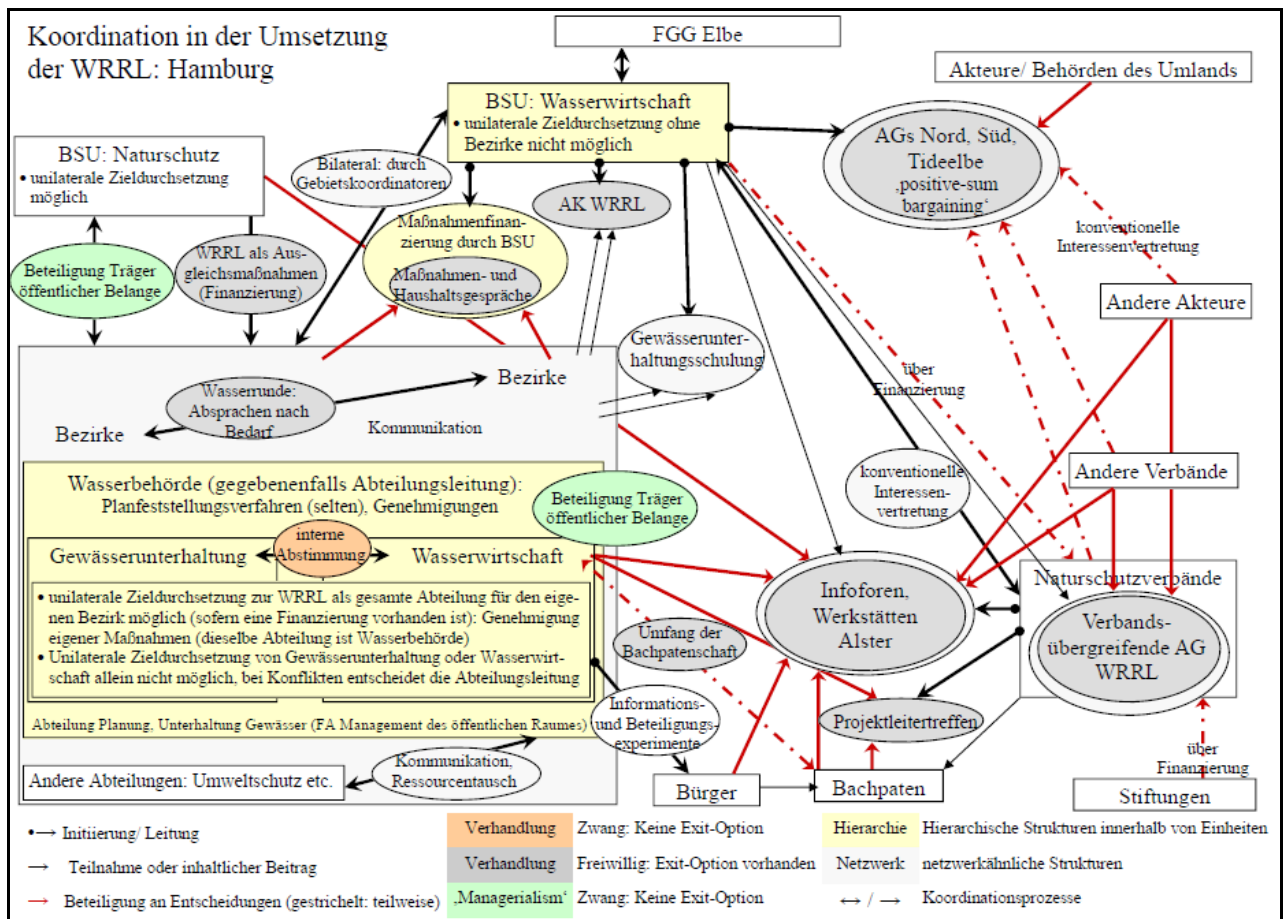 Koordination in der Umsetzung
der WRRL: Hamburg
FGG Elbe
Akteure/ Behörden des Umlands
BSU: Wasserwirtschaft
• unilaterale Zieldurchsetzung ohne
Bezirke nicht möglich
AGs Nord, Süd,
Tideelbe
‚positive-sum
bargaining‘
BSU: Naturschutz
• unilaterale Zieldurchsetzung
möglich
Bilateral: durch
Gebietskoordinatoren
AK WRRL
Maßnahmenfinan-
zierung durch BSU
Maßnahmen- und
Haushaltsgespräche
konventionelle
Interessenvertretung
Beteiligung Träger
öffentlicher Belange
WRRL als Aus-
gleichsmaßnahmen
(Finanzierung)
Andere Akteure
Gewässerunter-
haltungsschulung
über
Finanzierung
Bezirke
Wasserrunde:
Absprachen nach
Bedarf
Kommunikation
Bezirke
Andere Verbände
konventionelle
Interessen-
vertretung
Wasserbehörde (gegebenenfalls Abteilungsleitung):
Planfeststellungsverfahren (selten), Genehmigungen
Beteiligung Träger
öffentlicher Belange
interne
Abstimmung
Gewässerunterhaltung
Wasserwirtschaft
• unilaterale Zieldurchsetzung zur WRRL als gesamte Abteilung für den eige-
nen Bezirk möglich (sofern eine Finanzierung vorhanden ist): Genehmigung
eigener Maßnahmen (dieselbe Abteilung ist Wasserbehörde)
• Unilaterale Zieldurchsetzung von Gewässerunterhaltung oder Wasserwirt-
schaft allein nicht möglich, bei Konflikten entscheidet die Abteilungsleitung
Abteilung Planung, Unterhaltung Gewässer (FA Management des öffentlichen Raumes)
Infoforen,
Werkstätten
Alster
Naturschutzverbände
Verbands-
übergreifende AG
WRRL
Umfang der
Bachpatenschaft
Informations-
und Beteiligungs-
experimente
Projektleitertreffen
Kommunikation,
Ressourcentausch
Andere Abteilungen: Umweltschutz etc.
Bürger
Bachpaten
über
Finanzierung
Stiftungen
•→ Initiierung/ Leitung
→ Teilnahme oder inhaltlicher Beitrag
→ Beteiligung an Entscheidungen (gestrichelt: teilweise)
Verhandlung Zwang: Keine Exit-Option
Verhandlung Freiwillig: Exit-Option vorhanden
‚Managerialism‘ Zwang: Keine Exit-Option
Hierarchie Hierarchische Strukturen innerhalb von Einheiten
Netzwerk netzwerkähnliche Strukturen
↔ / → Koordinationsprozesse